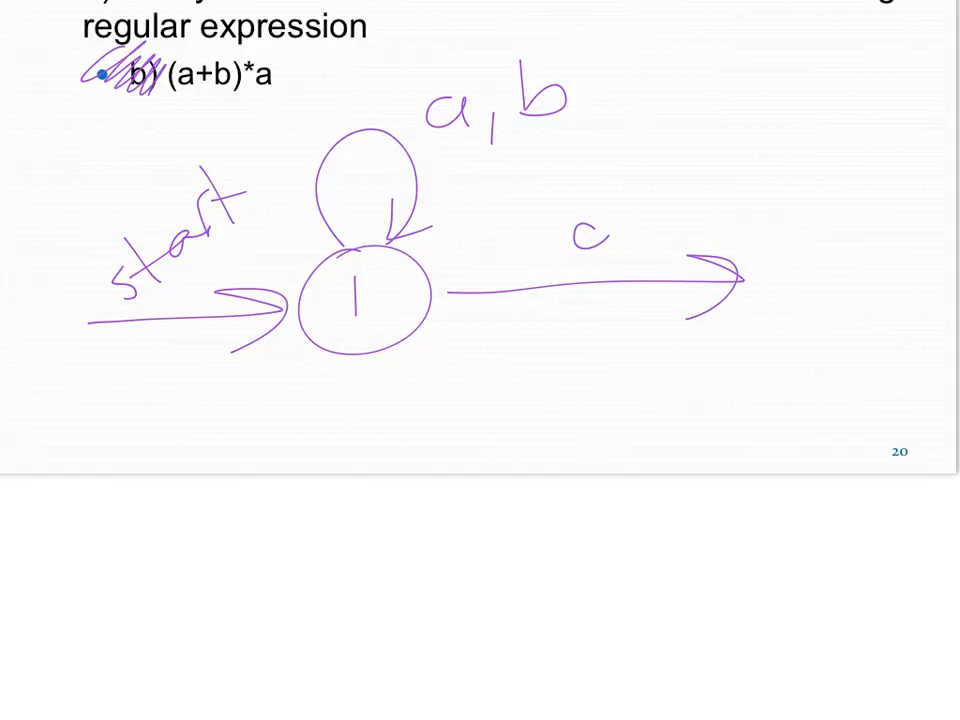 regular expression
b) (a+b)*a
a, b
start
c
1
20